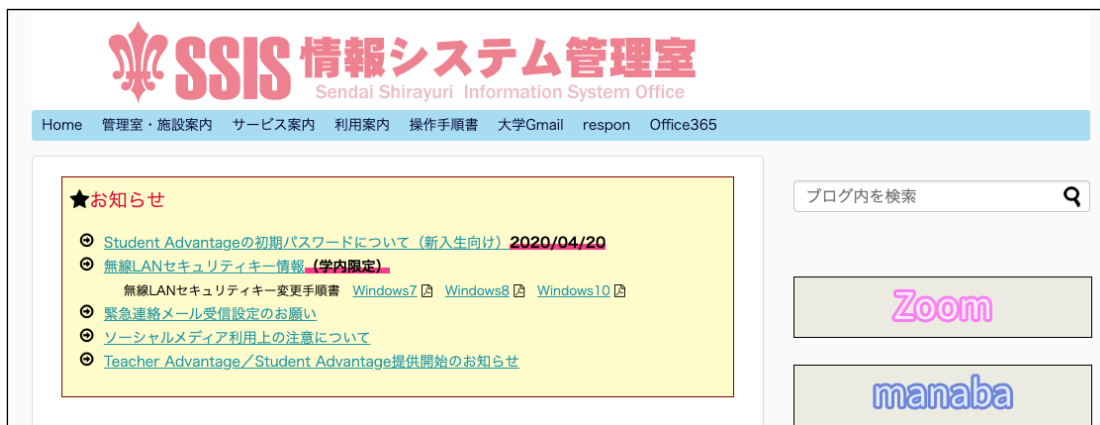 SSIS 情報システム管理室
Sendai Shirayuri Information System Office
Home 管理室・施設案内 サービス案内 利用案内 操作手順書 大学Gmail respon Office365
★お知らせ
Student Advantageの初期パスワードについて（新入生向け）2020/04/20
無線LANセキュリティキー情報（学内限定）
無線LANセキュリティキー変更手順書 Windows7 Windows8 Windows10
緊急連絡メール受信設定のお願い
ソーシャルメディア利用上の注意について
Teacher Advantage／Student Advantage提供開始のお知らせ
ブログ内を検索
Zoom
manaba